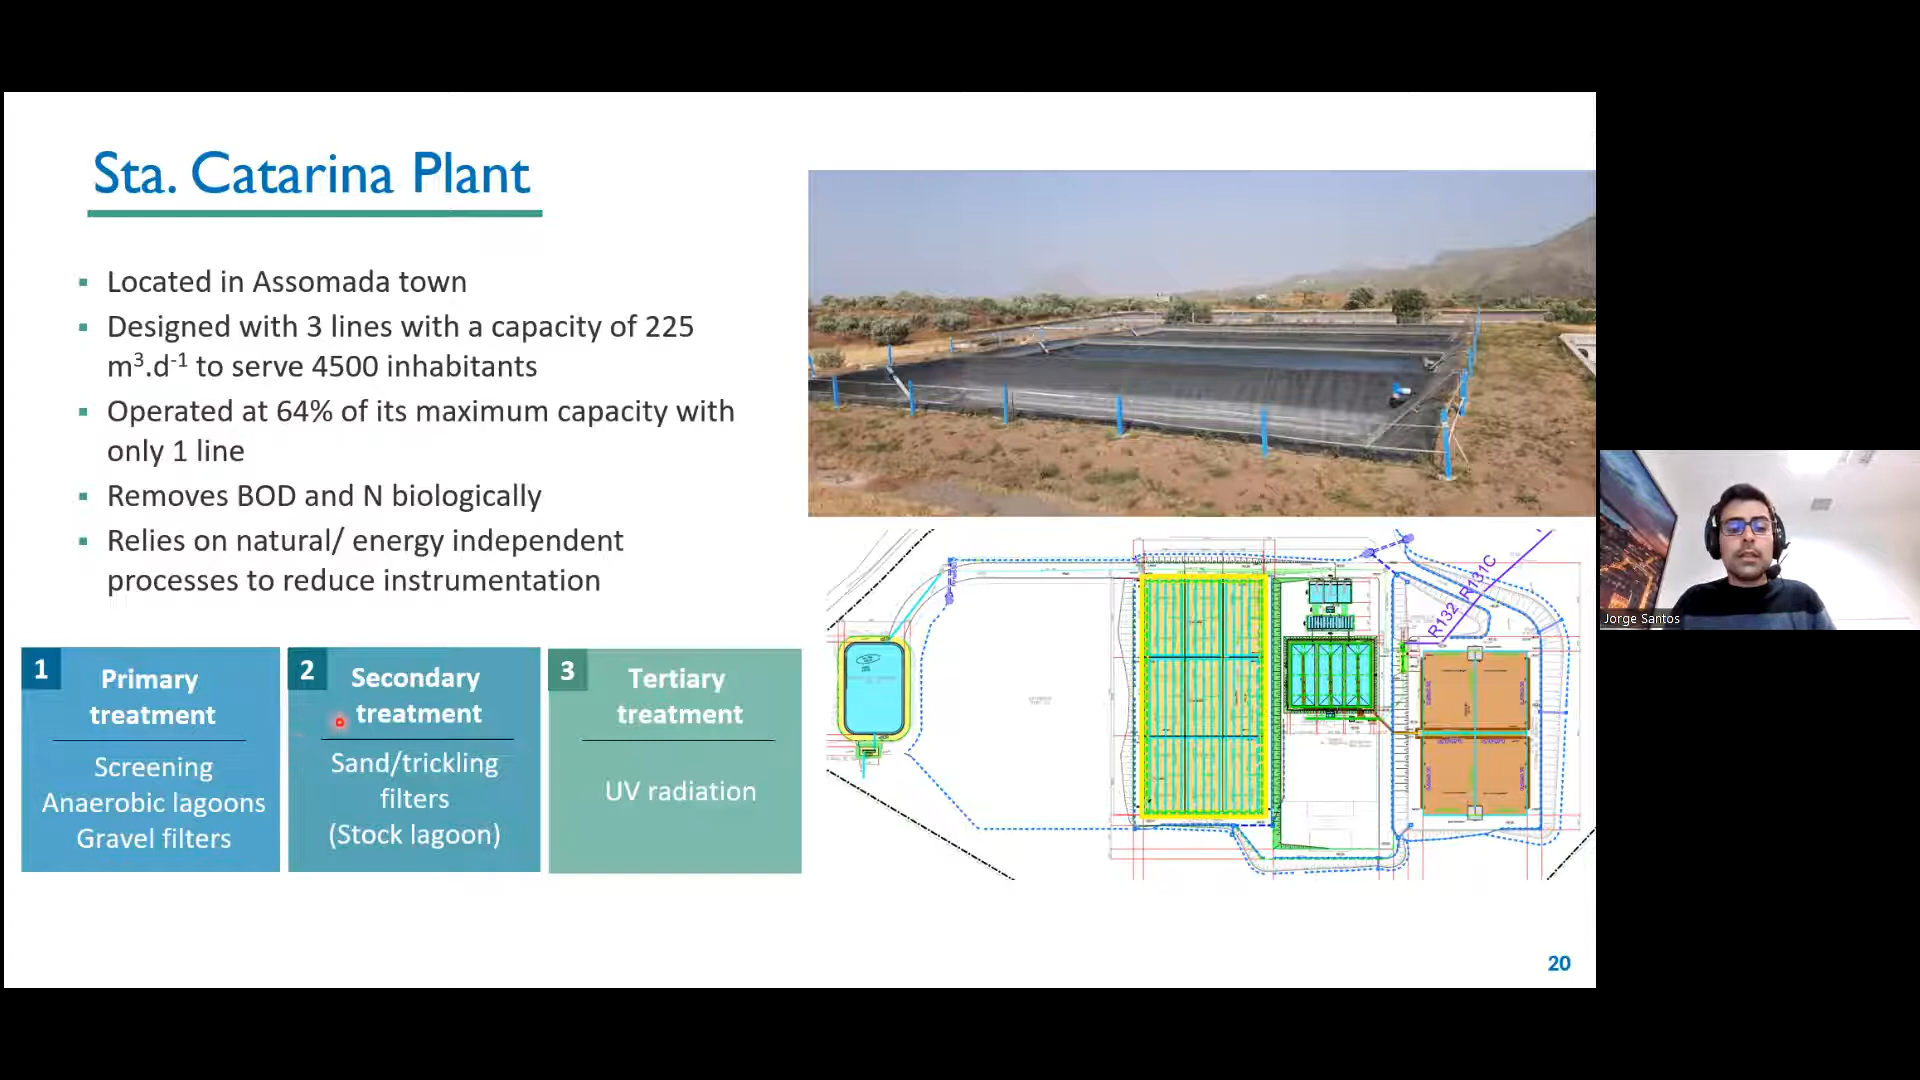 Sta. Catarina Plant
▪ Located in Assomada town
▪ Designed with 3 lines with a capacity of 225
m³.d⁻¹ to serve 4500 inhabitants
▪ Operated at 64% of its maximum capacity with
only 1 line
▪ Removes BOD and N biologically
▪ Relies on natural/ energy independent
processes to reduce instrumentation
1
Primary
treatment
Screening
Anaerobic lagoons
Gravel filters
2
Secondary
treatment
Sand/trickling
filters
(Stock lagoon)
3
Tertiary
treatment
UV radiation
R132
R131C
20
Jorge Santos